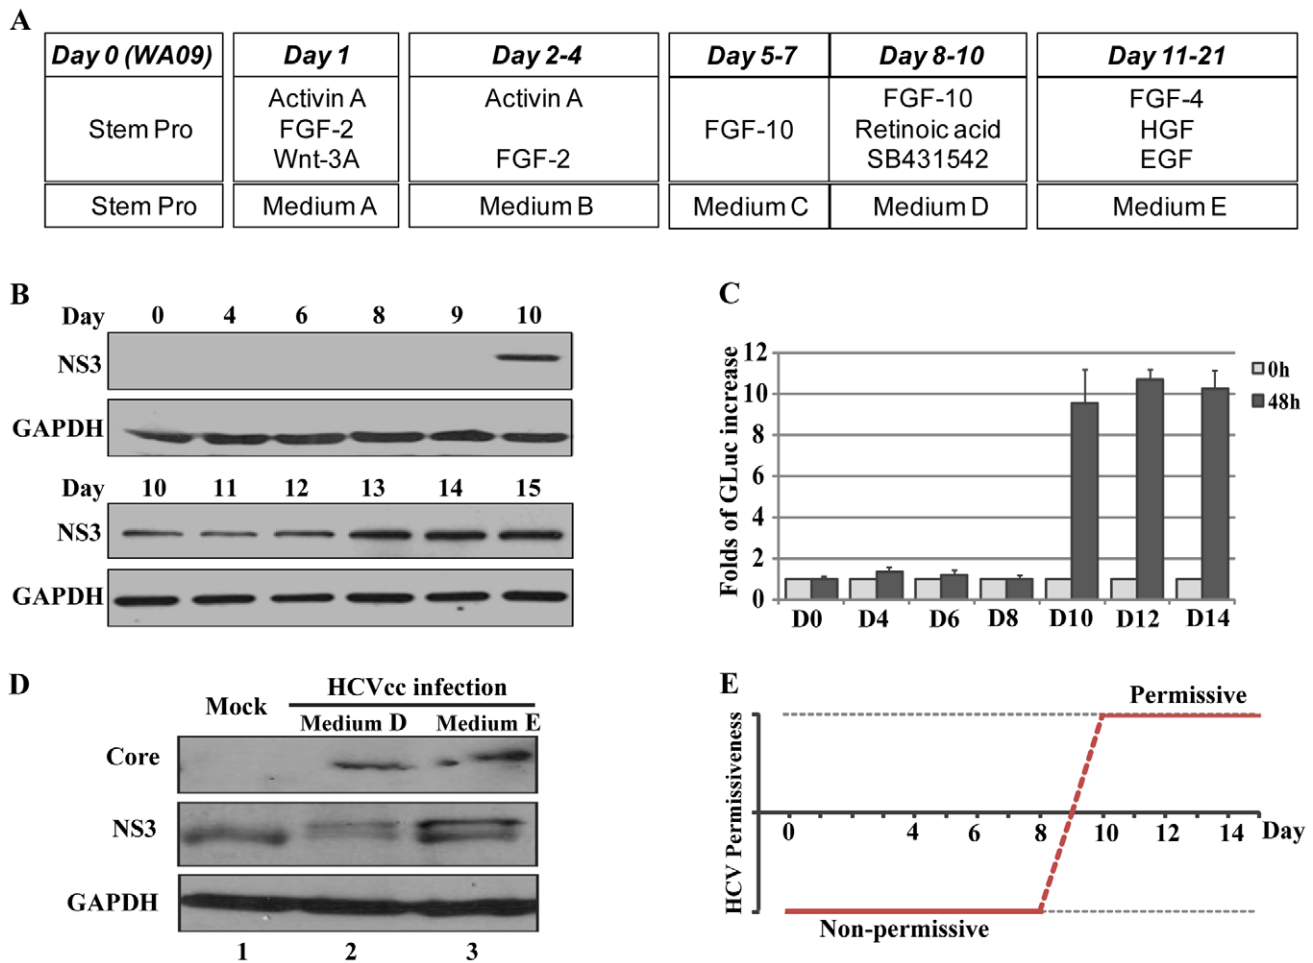 A
Day 0 (WA09) Day 1 Day 2-4 Day 5-7 Day 8-10 Day 11-21
Activin A Activin A FGF-10 FGF-4
Stem Pro FGF-2 FGF-10 Retinoic acid HGF
Wnt-3A FGF-2 SB431542 EGF
Stem Pro Medium A Medium B Medium C Medium D Medium E
B
Day 0 4 6 8 9 10
NS3
GAPDH
Day 10 11 12 13 14 15
NS3
GAPDH
C
Folds of GLuc increase
12
10
8
6
4
2
0
D0 D4 D6 D8 D10 D12 D14
0h
48h
D
Mock HCVcc infection
Medium D Medium E
Core
NS3
GAPDH
1 2 3
E
HCV Permissiveness
Permissive
0 4 6 8 10 12 14 Day
Non-permissive